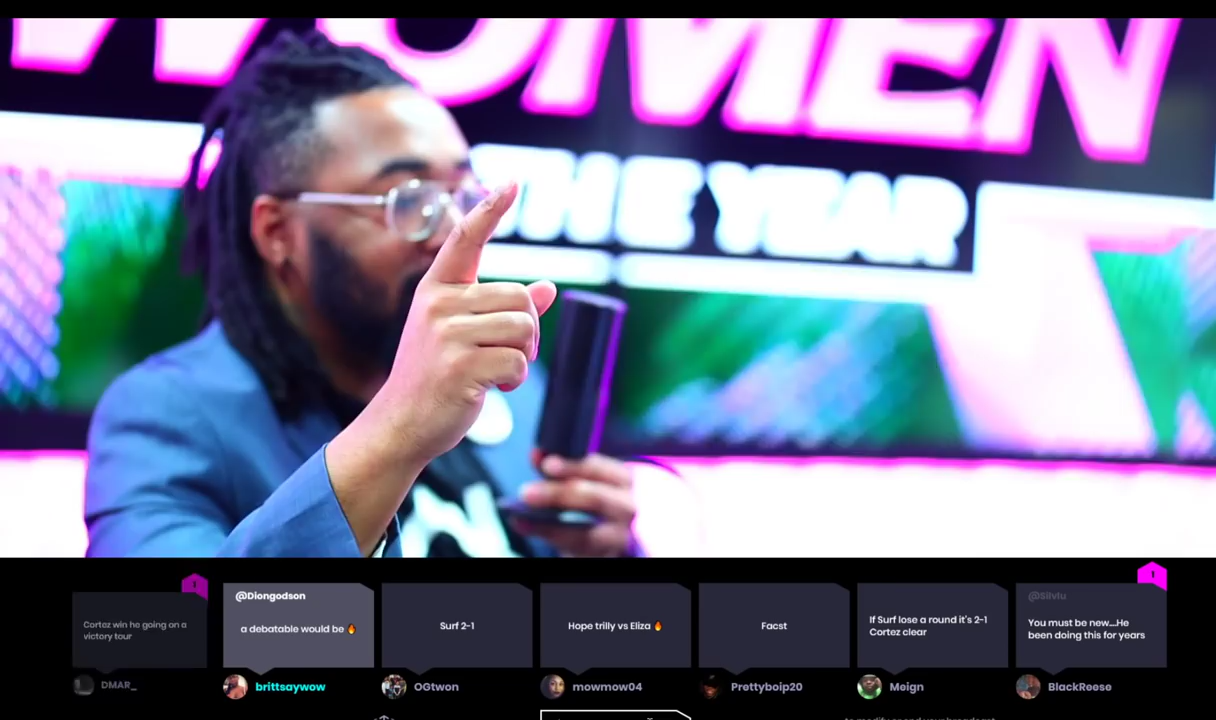 WOMEN
THE YEAR
Cortez win he going on a
victory tour
DMAR_
@Diongodson
a debatable would be 🔥
brittsaywow
Surf 2-1
OGtwon
Hope trilly vs Eliza 🔥
mowmow04
Facst
Prettyboip20
If Surf lose a round it's 2-1
Cortez clear
Meign
@Silvlu
You must be new...He
been doing this for years
BlackReese